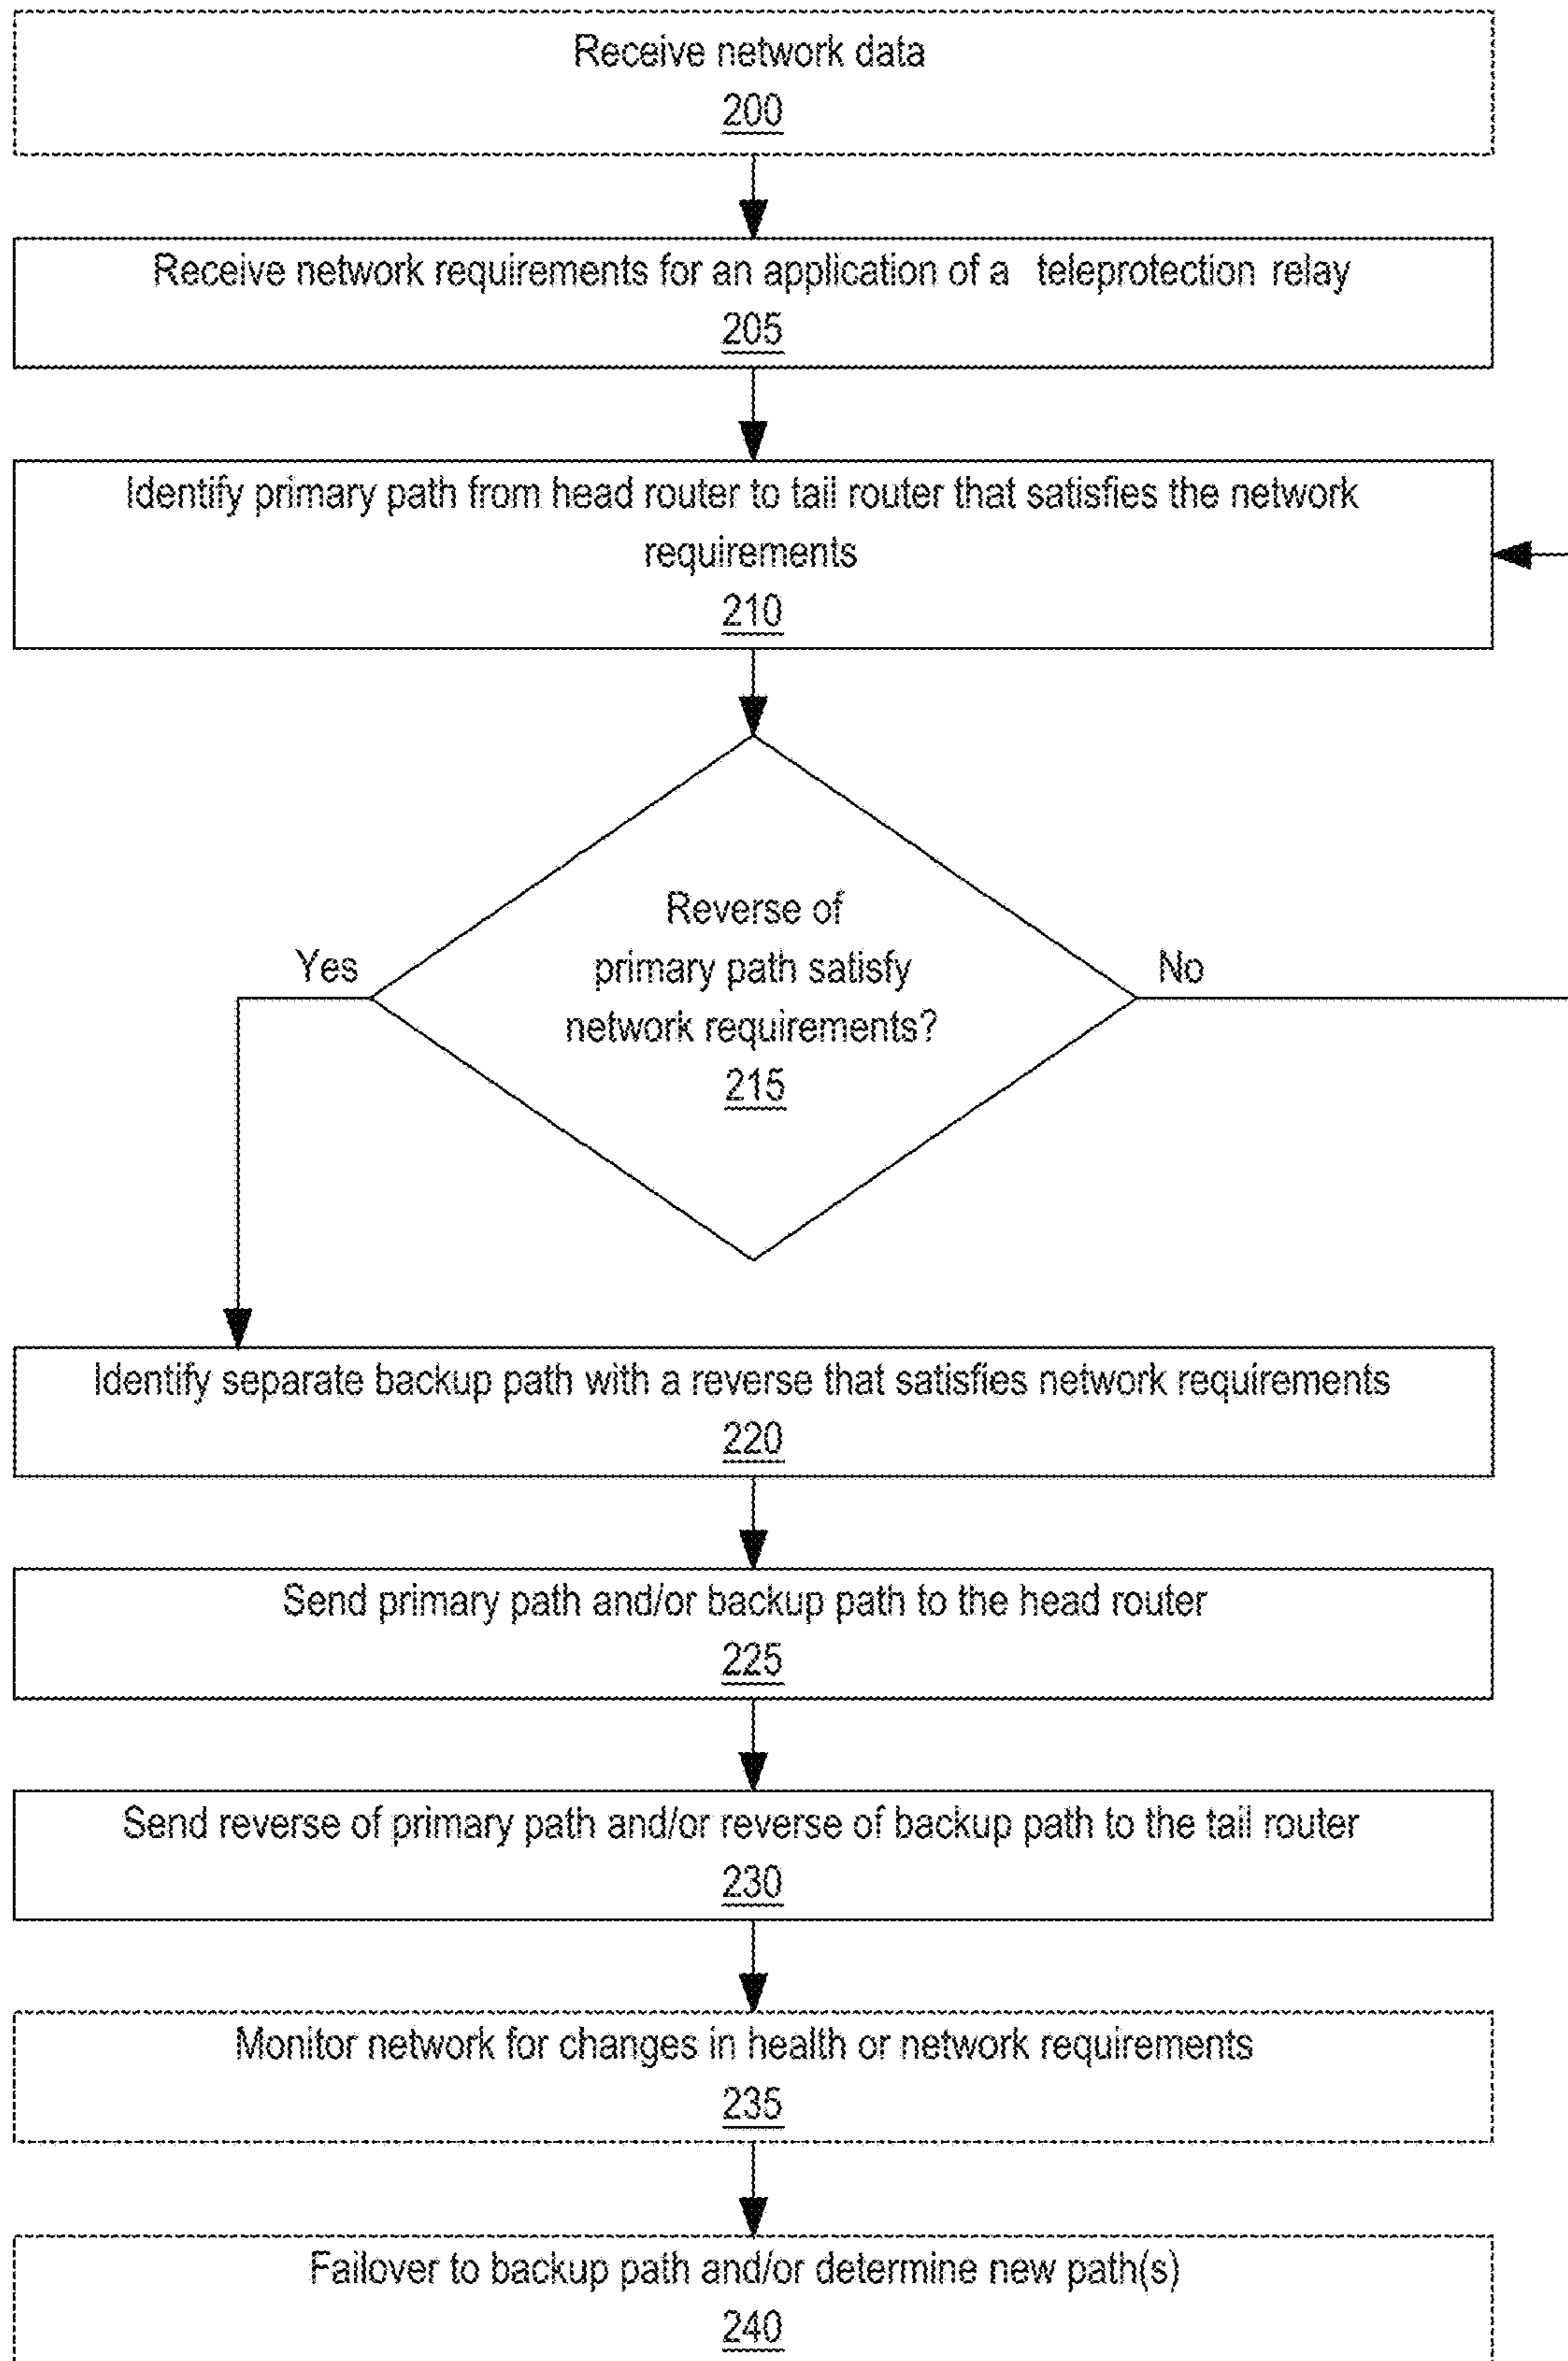 Receive network data
200
Receive network requirements for an application of a teleprotection relay
205
Identify primary path from head router to tail router that satisfies the network
requirements
210
Reverse of
primary path satisfy
network requirements?
215
Yes
No
Identify separate backup path with a reverse that satisfies network requirements
220
Send primary path and/or backup path to the head router
225
Send reverse of primary path and/or reverse of backup path to the tail router
230
Monitor network for changes in health or network requirements
235
Failover to backup path and/or determine new path(s)
240